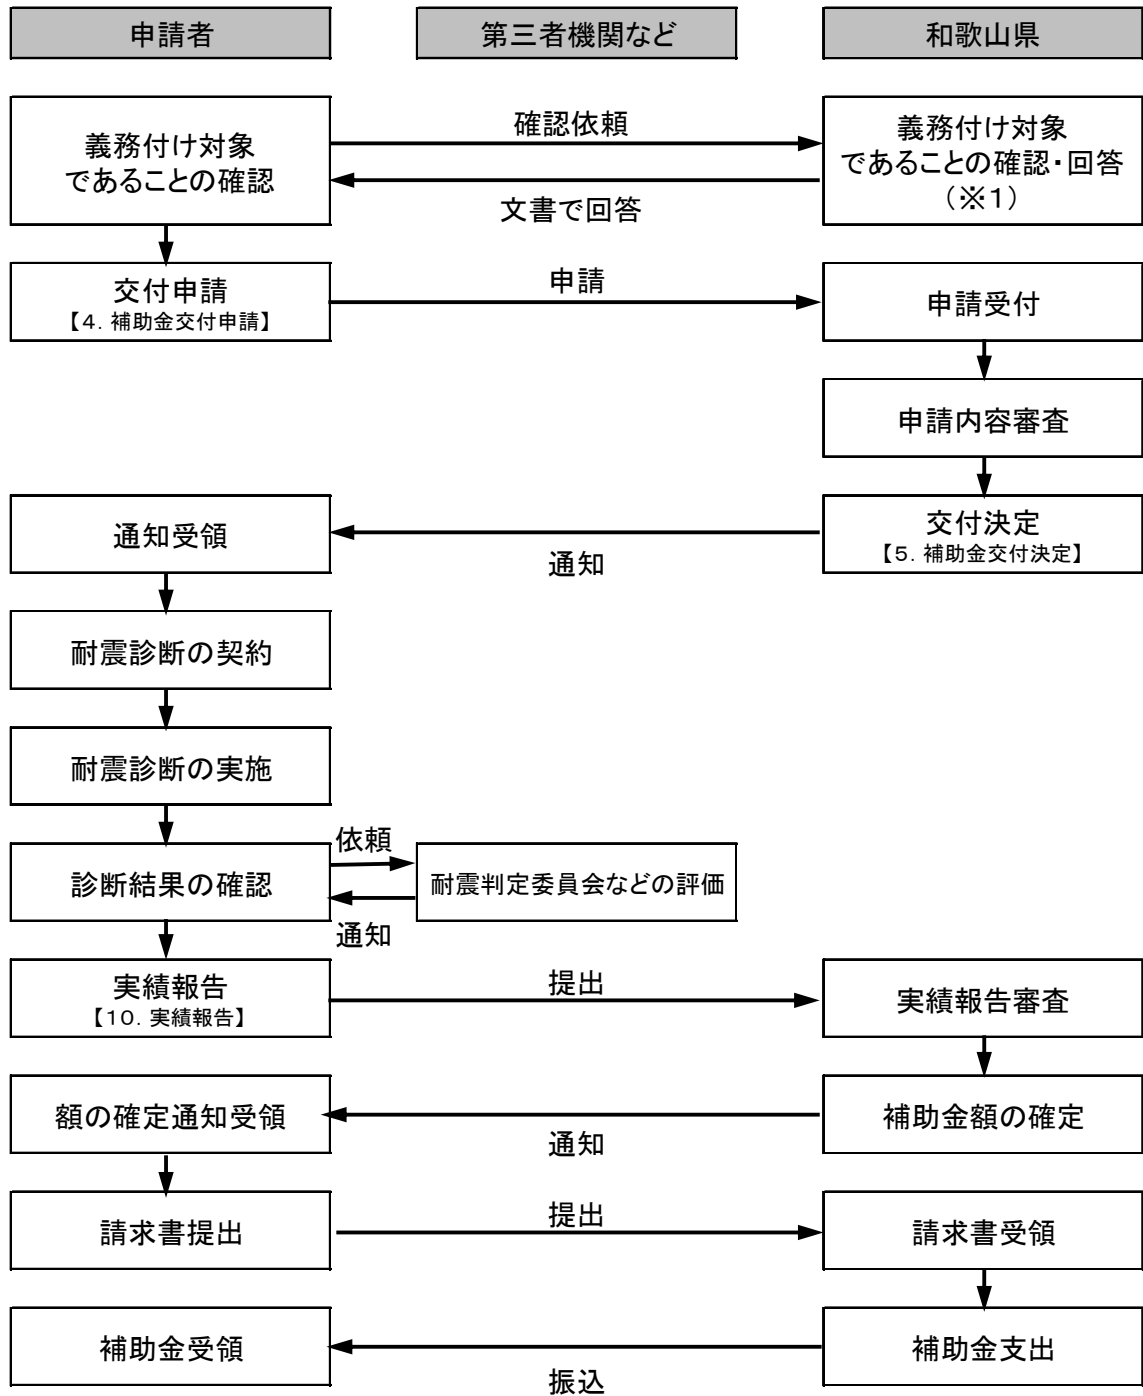 申請者
第三者機関など
和歌山県
義務付け対象
であることの確認
確認依頼
文書で回答
義務付け対象
であることの確認・回答
（※1）
交付申請
【4．補助金交付申請】
申請
申請受付
申請内容審査
交付決定
【5．補助金交付決定】
通知
通知受領
耐震診断の契約
耐震診断の実施
診断結果の確認
依頼
通知
耐震判定委員会などの評価
実績報告
【10．実績報告】
提出
実績報告審査
補助金額の確定
通知
額の確定通知受領
請求書提出
提出
請求書受領
補助金支出
振込
補助金受領